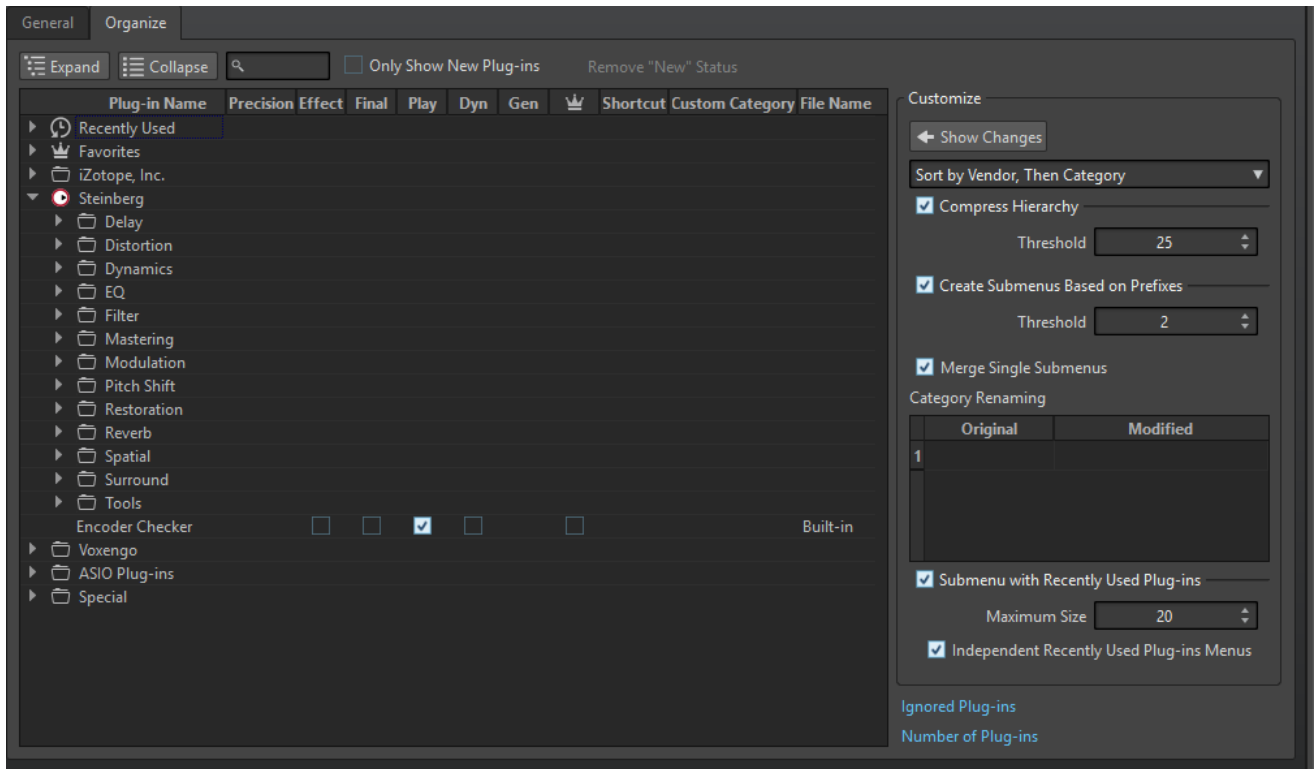 General Organize
Expand Collapse Only Show New Plug-ins Remove "New" Status
Plug-in Name Precision Effect Final Play Dyn Gen Shortcut Custom Category File Name
Recently Used
Favorites
iZotope, Inc.
Steinberg
Delay
Distortion
Dynamics
EQ
Filter
Mastering
Modulation
Pitch Shift
Restoration
Reverb
Spatial
Surround
Tools
Encoder Checker Built-in
Voxengo
ASIO Plug-ins
Special
Customize
Show Changes
Sort by Vendor, Then Category
Compress Hierarchy
Threshold 25
Create Submenus Based on Prefixes
Threshold 2
Merge Single Submenus
Category Renaming
Original Modified
1
Submenu with Recently Used Plug-ins
Maximum Size 20
Independent Recently Used Plug-ins Menus
Ignored Plug-ins
Number of Plug-ins